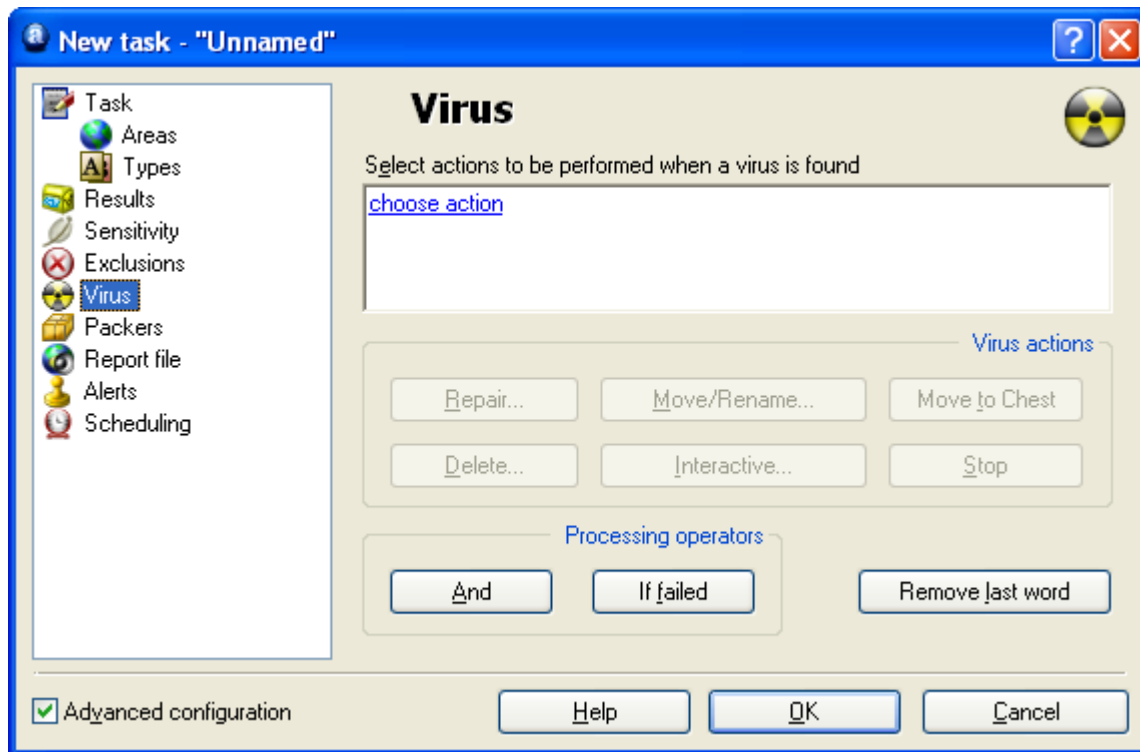 New task - "Unnamed"
Task
Areas
Types
Results
Sensitivity
Exclusions
Virus
Packers
Report file
Alerts
Scheduling
Virus
Select actions to be performed when a virus is found
choose action
Virus actions
Repair... Move/Rename... Move to Chest
Delete... Interactive... Stop
Processing operators
And If failed Remove last word
Advanced configuration Help OK Cancel